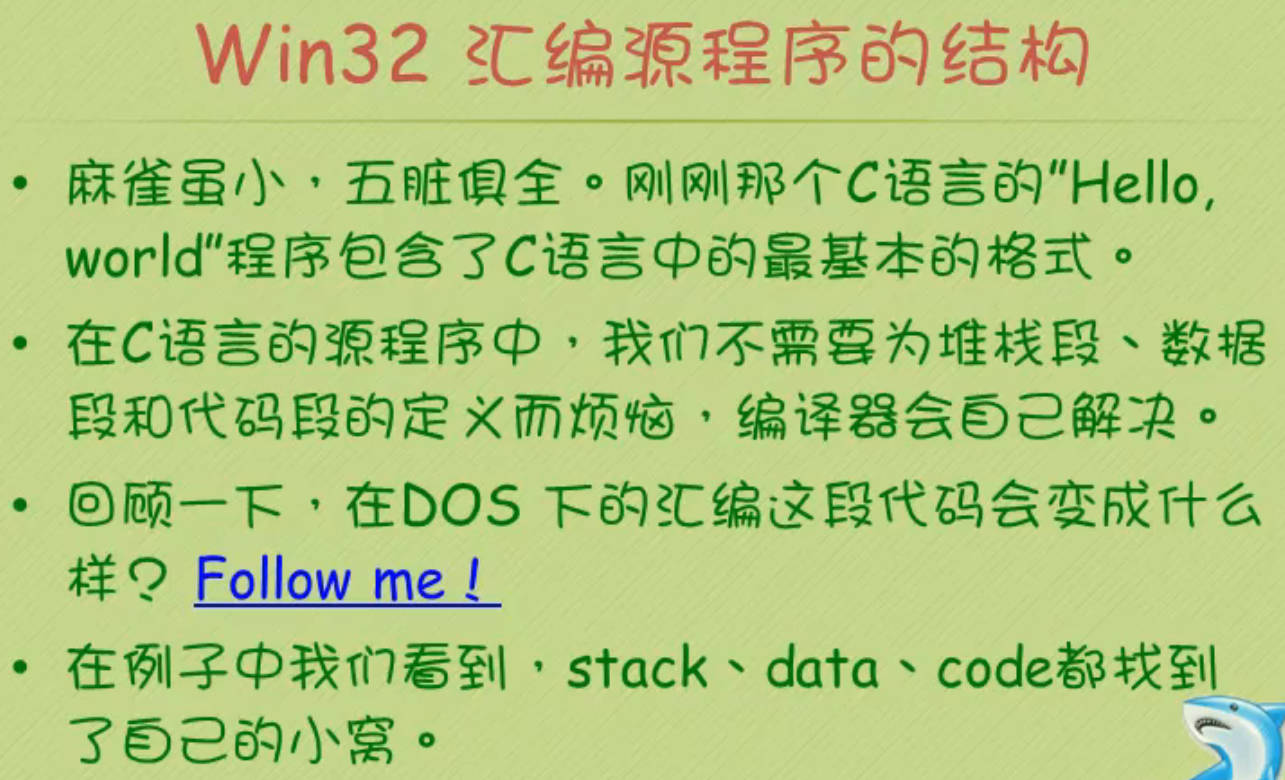 Win32 汇编源程序的结构
• 麻雀虽小，五脏俱全。刚刚那个C语言的"Hello,
world"程序包含了C语言中的最基本的格式。
• 在C语言的源程序中，我们不需要为堆栈段、数据
段和代码段的定义而烦恼，编译器会自己解决。
• 回顾一下，在DOS 下的汇编这段代码会变成什么
样？ Follow me！
• 在例子中我们看到，stack、data、code都找到
了自己的小窝。